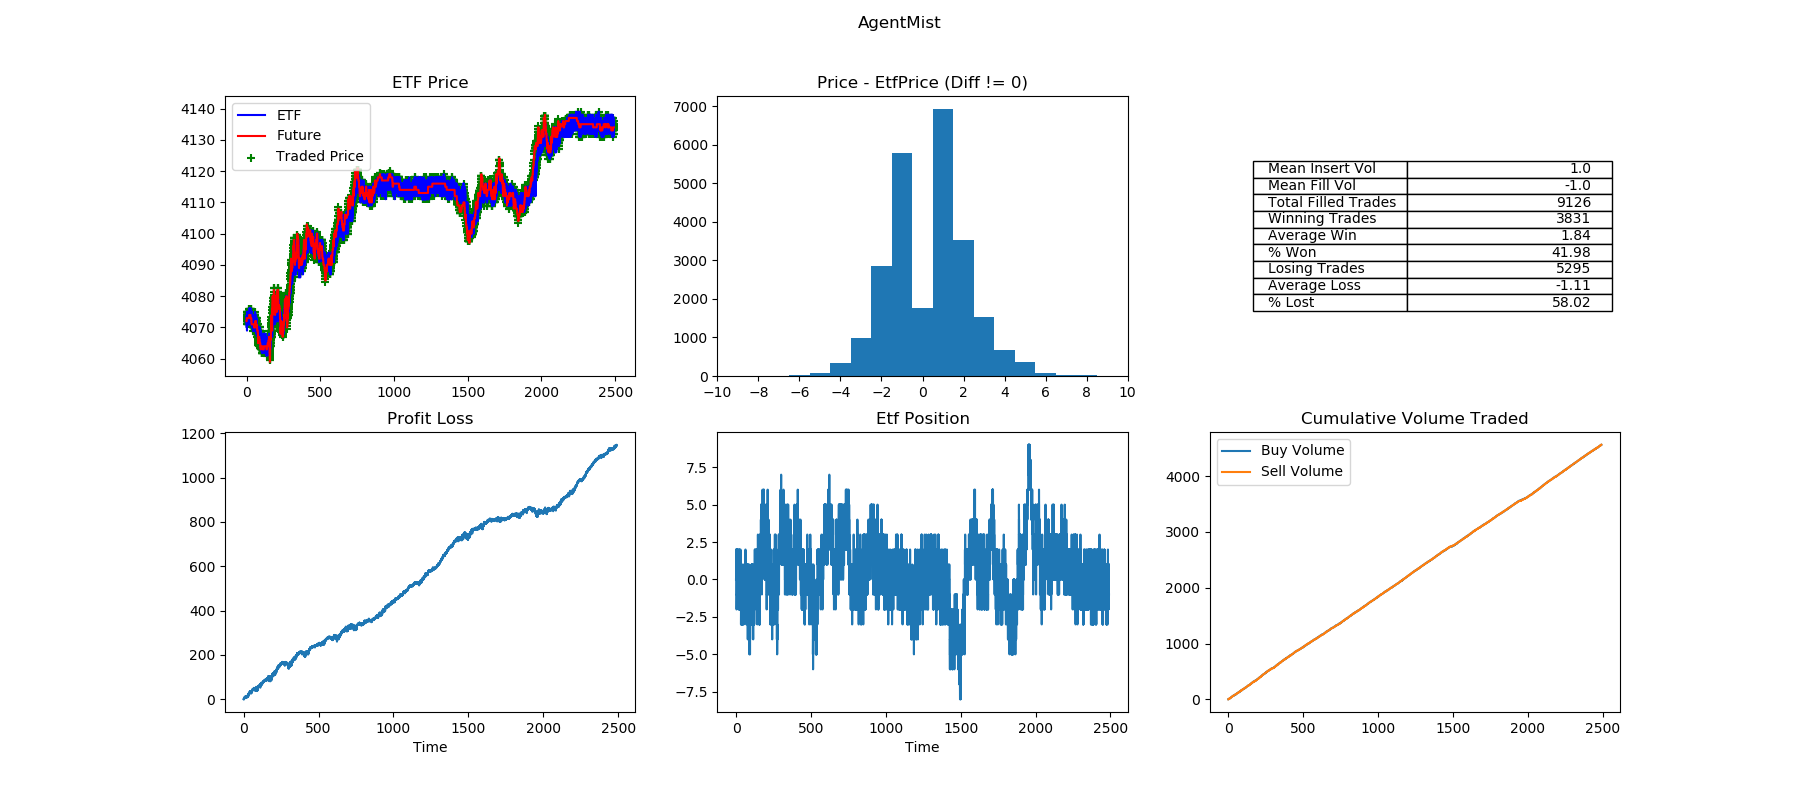 AgentMist
ETF Price
4140
4130
4120
4110
4100
4090
4080
4070
4060
ETF
Future
Traded Price
0 500 1000 1500 2000 2500
Price - EtfPrice (Diff != 0)
7000
6000
5000
4000
3000
2000
1000
0
−10 −8 −6 −4 −2 0 2 4 6 8 10
Mean Insert Vol 1.0
Mean Fill Vol -1.0
Total Filled Trades 9126
Winning Trades 3831
Average Win 1.84
% Won 41.98
Losing Trades 5295
Average Loss -1.11
% Lost 58.02
Profit Loss
1200
1000
800
600
400
200
0
0 500 1000 1500 2000 2500
Time
Etf Position
7.5
5.0
2.5
0.0
−2.5
−5.0
−7.5
0 500 1000 1500 2000 2500
Time
Cumulative Volume Traded
Buy Volume
Sell Volume
4000
3000
2000
1000
0
0 500 1000 1500 2000 2500